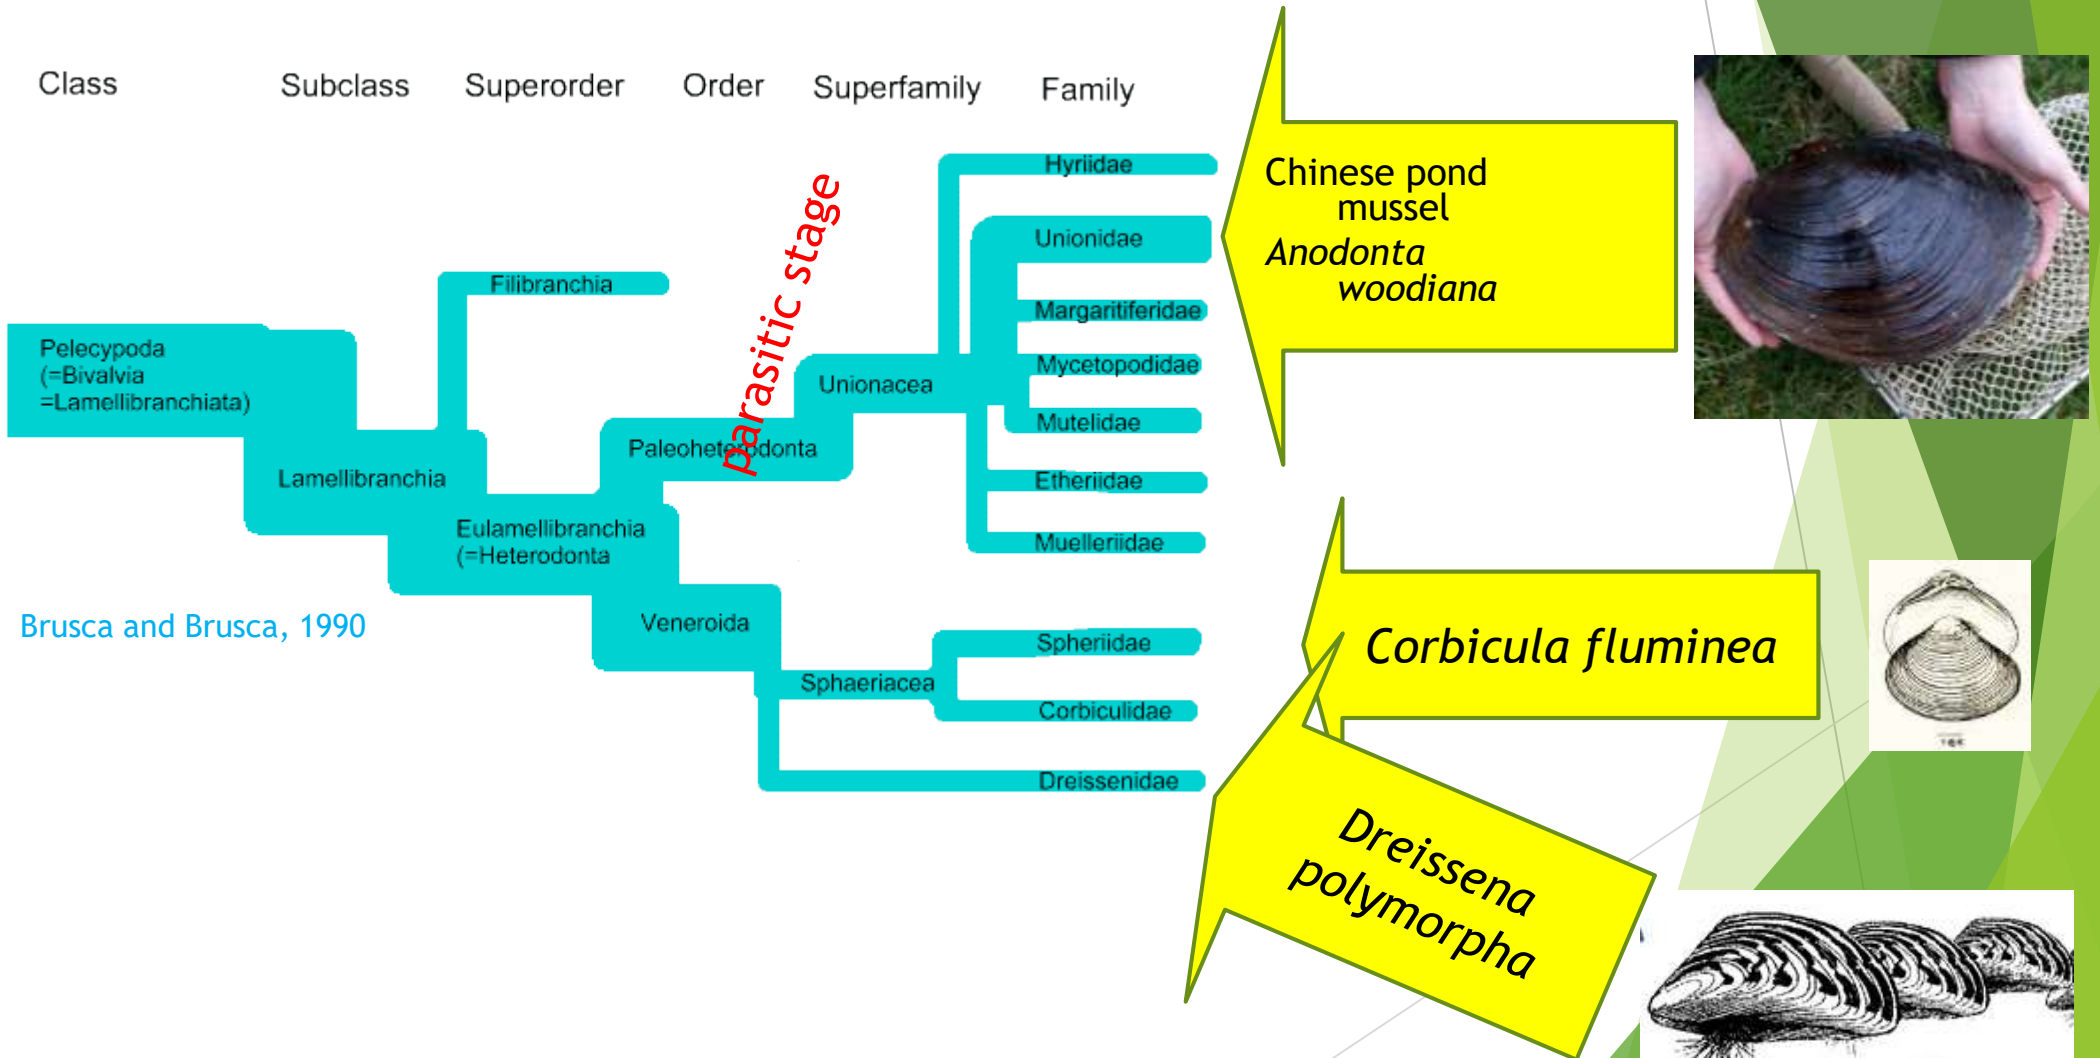 Class
Subclass
Superorder
Order
Superfamily
Family
parasitic stage
Hyriidae
Unionidae
Margaritiferidae
Mycetopodidae
Mutelidae
Etheriidae
Muelleriidae
Filibranchia
Pelecypoda
(=Bivalvia
=Lamellibranchiata)
Unionacea
Paleoheterodonta
Lamellibranchia
Eulamellibranchia
(=Heterodonta
Veneroida
Spheriidae
Sphaeriacea
Corbiculidae
Dreissenidae
Brusca and Brusca, 1990
Chinese pond
mussel
Anodonta
woodiana
Corbicula fluminea
Dreissena
polymorpha